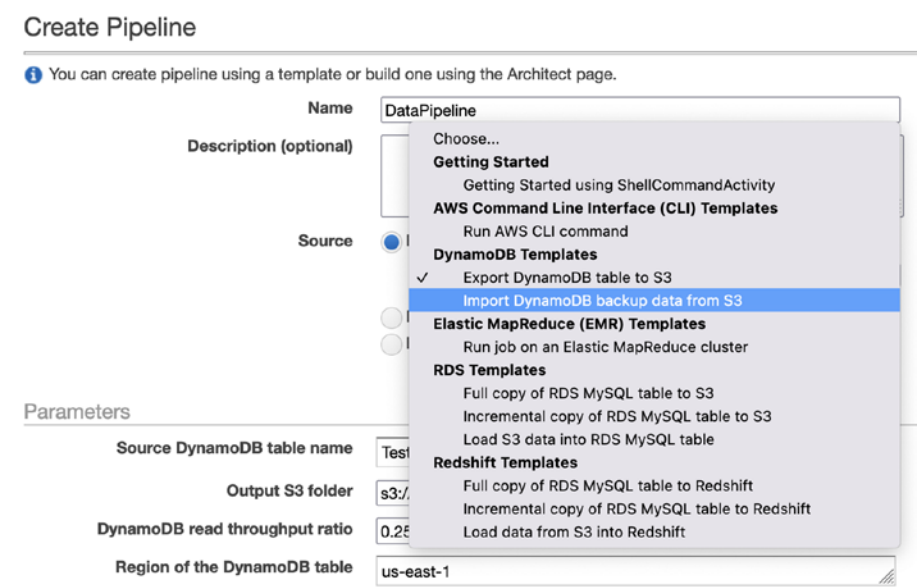 Create Pipeline
You can create pipeline using a template or build one using the Architect page.
Name
DataPipeline
Description (optional)
Source
Choose...
Getting Started
Getting Started using ShellCommandActivity
AWS Command Line Interface (CLI) Templates
Run AWS CLI command
DynamoDB Templates
✓ Export DynamoDB table to S3
Import DynamoDB backup data from S3
Elastic MapReduce (EMR) Templates
Run job on an Elastic MapReduce cluster
RDS Templates
Full copy of RDS MySQL table to S3
Incremental copy of RDS MySQL table to S3
Load S3 data into RDS MySQL table
Redshift Templates
Full copy of RDS MySQL table to Redshift
Incremental copy of RDS MySQL table to Redshift
Load data from S3 into Redshift
Parameters
Source DynamoDB table name
Test
Output S3 folder
s3:/
DynamoDB read throughput ratio
0.25
Region of the DynamoDB table
us-east-1